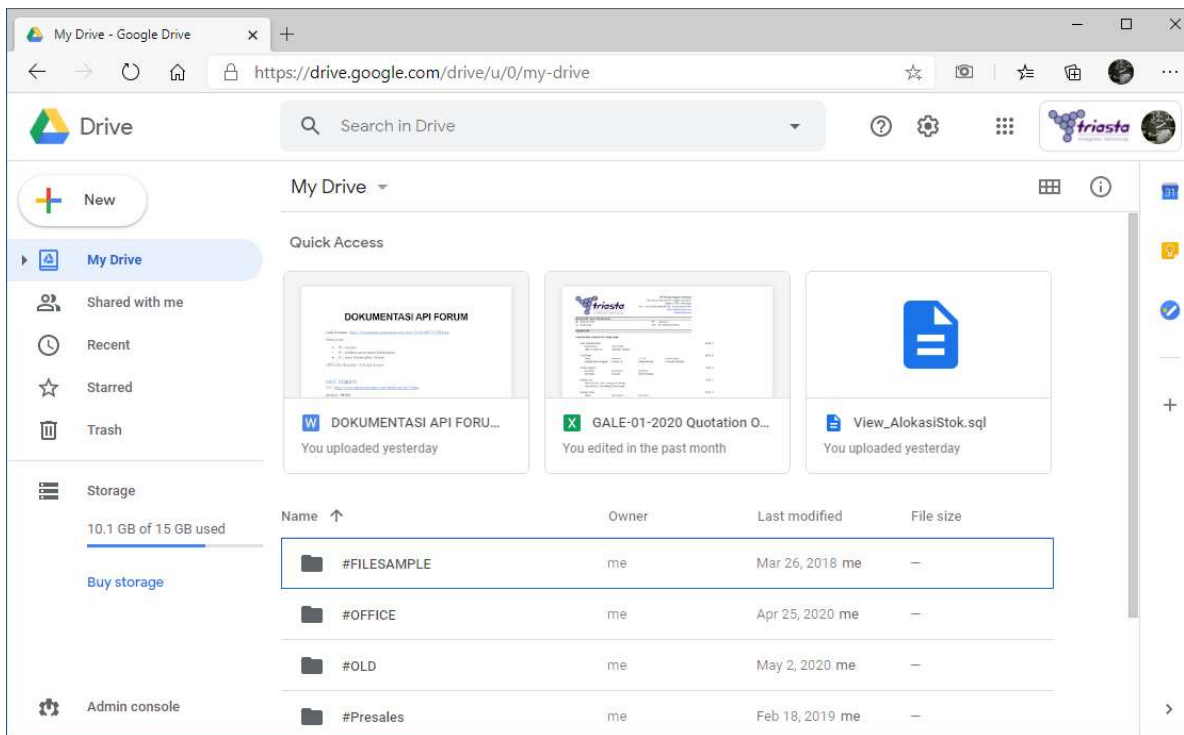 My Drive - Google Drive
https://drive.google.com/drive/u/0/my-drive
Drive
Search in Drive
triasta
New
My Drive
Quick Access
31
My Drive
Shared with me
Recent
Starred
Trash
DOKUMENTASI API FORUM
triasta
W DOKUMENTASI API FORU...
X GALE-01-2020 Quotation O...
View_AlokasiStok.sql
You uploaded yesterday
You edited in the past month
You uploaded yesterday
Storage
10.1 GB of 15 GB used
Buy storage
Name Owner Last modified File size
#FILESAMPLE me Mar 26, 2018 me —
#OFFICE me Apr 25, 2020 me —
#OLD me May 2, 2020 me —
#Presales me Feb 18, 2019 me —
Admin console